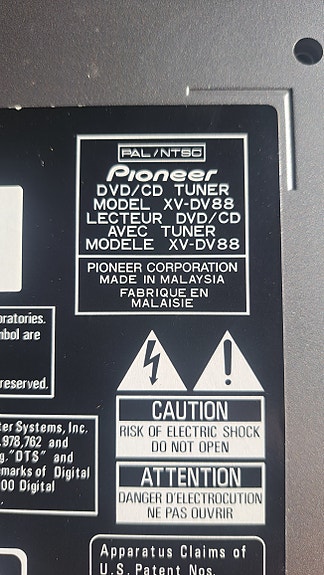 PAL/NTSC
Pioneer
DVD/CD TUNER
MODEL XV-DV88
LECTEUR DVD/CD
AVEC TUNER
MODELE XV-DV88
PIONEER CORPORATION
MADE IN MALAYSIA
FABRIQUE EN
MALAISIE
oratories.
mbol are
reserved.
CAUTION
RISK OF ELECTRIC SHOCK
DO NOT OPEN
ter Systems, Inc.
.978,762 and
g."DTS" and
emarks of Digital
00 Digital
ATTENTION
DANGER D'ELECTROCUTION
NE PAS OUVRIR
Apparatus Claims of
U.S. Patent Nos.